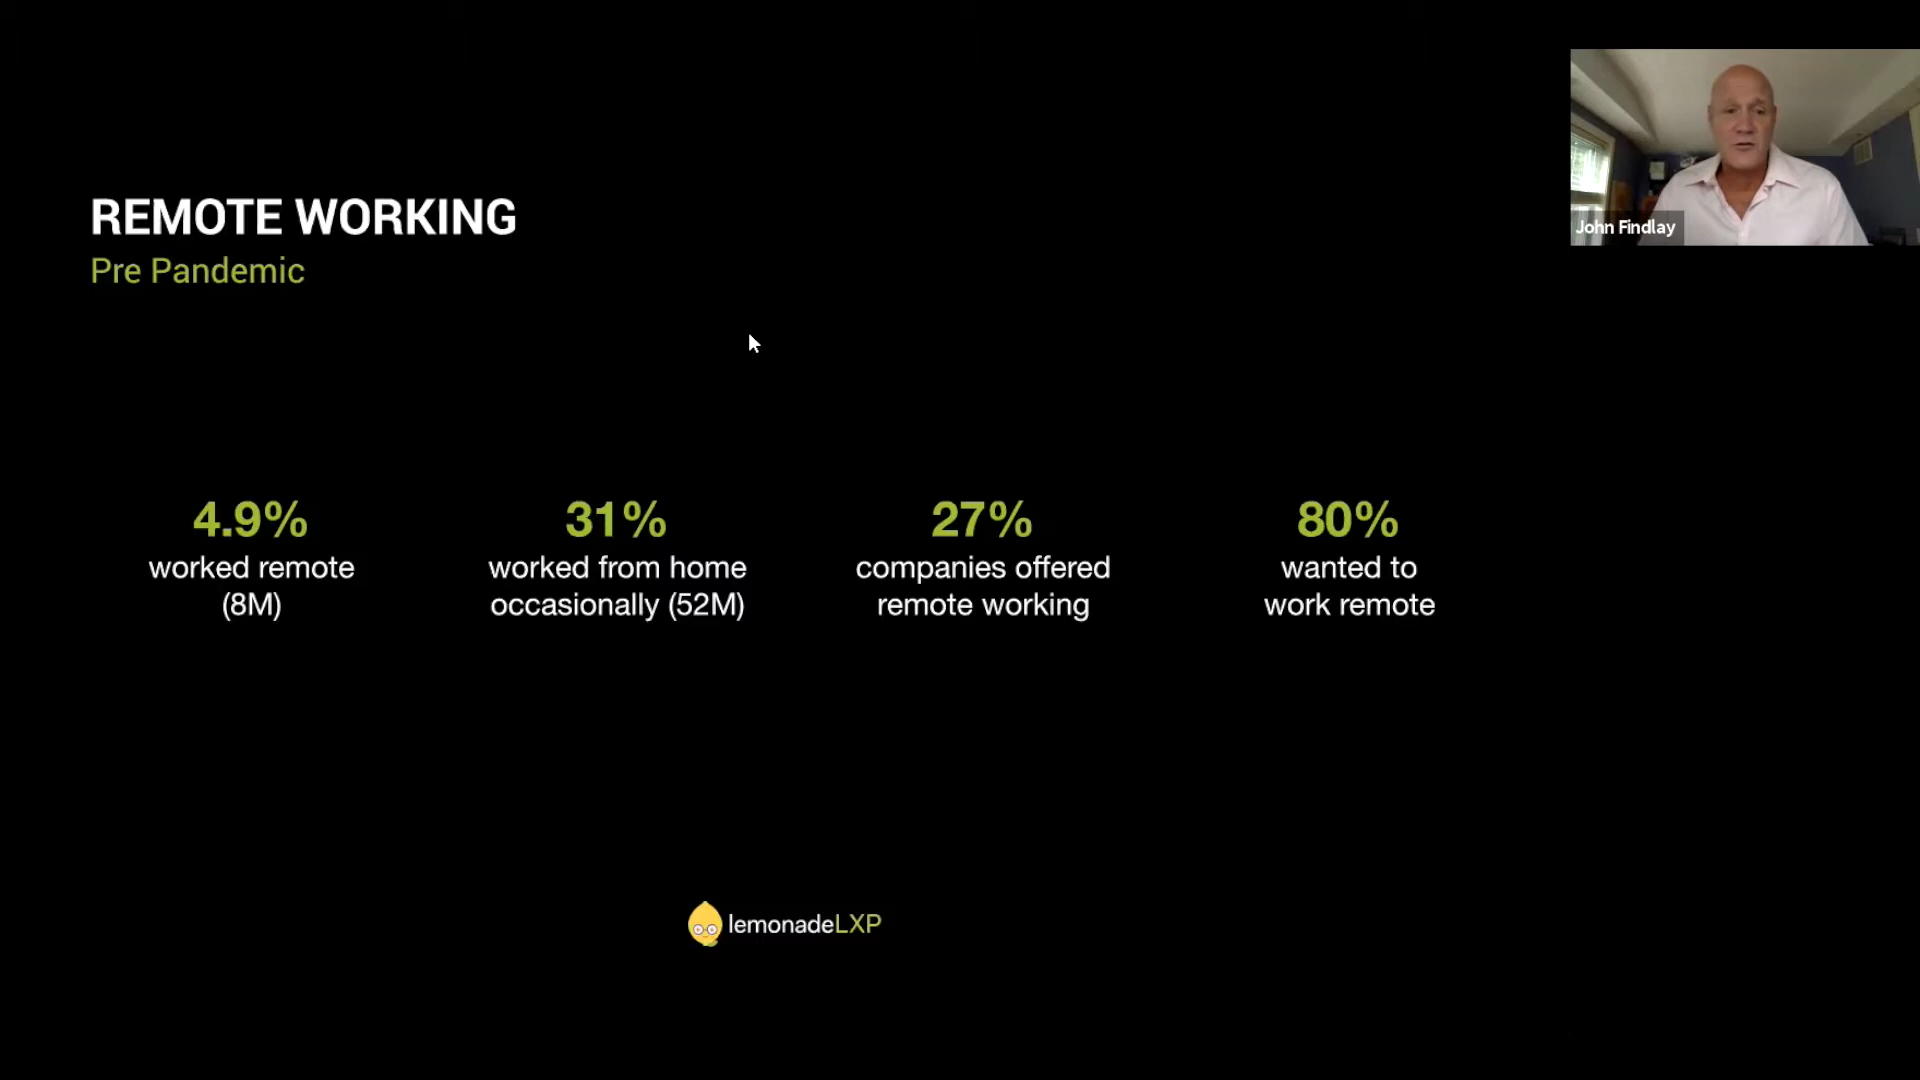 REMOTE WORKING
Pre Pandemic
John Findlay
4.9%
worked remote
(8M)
31%
worked from home
occasionally (52M)
27%
companies offered
remote working
80%
wanted to
work remote
lemonadeLXP